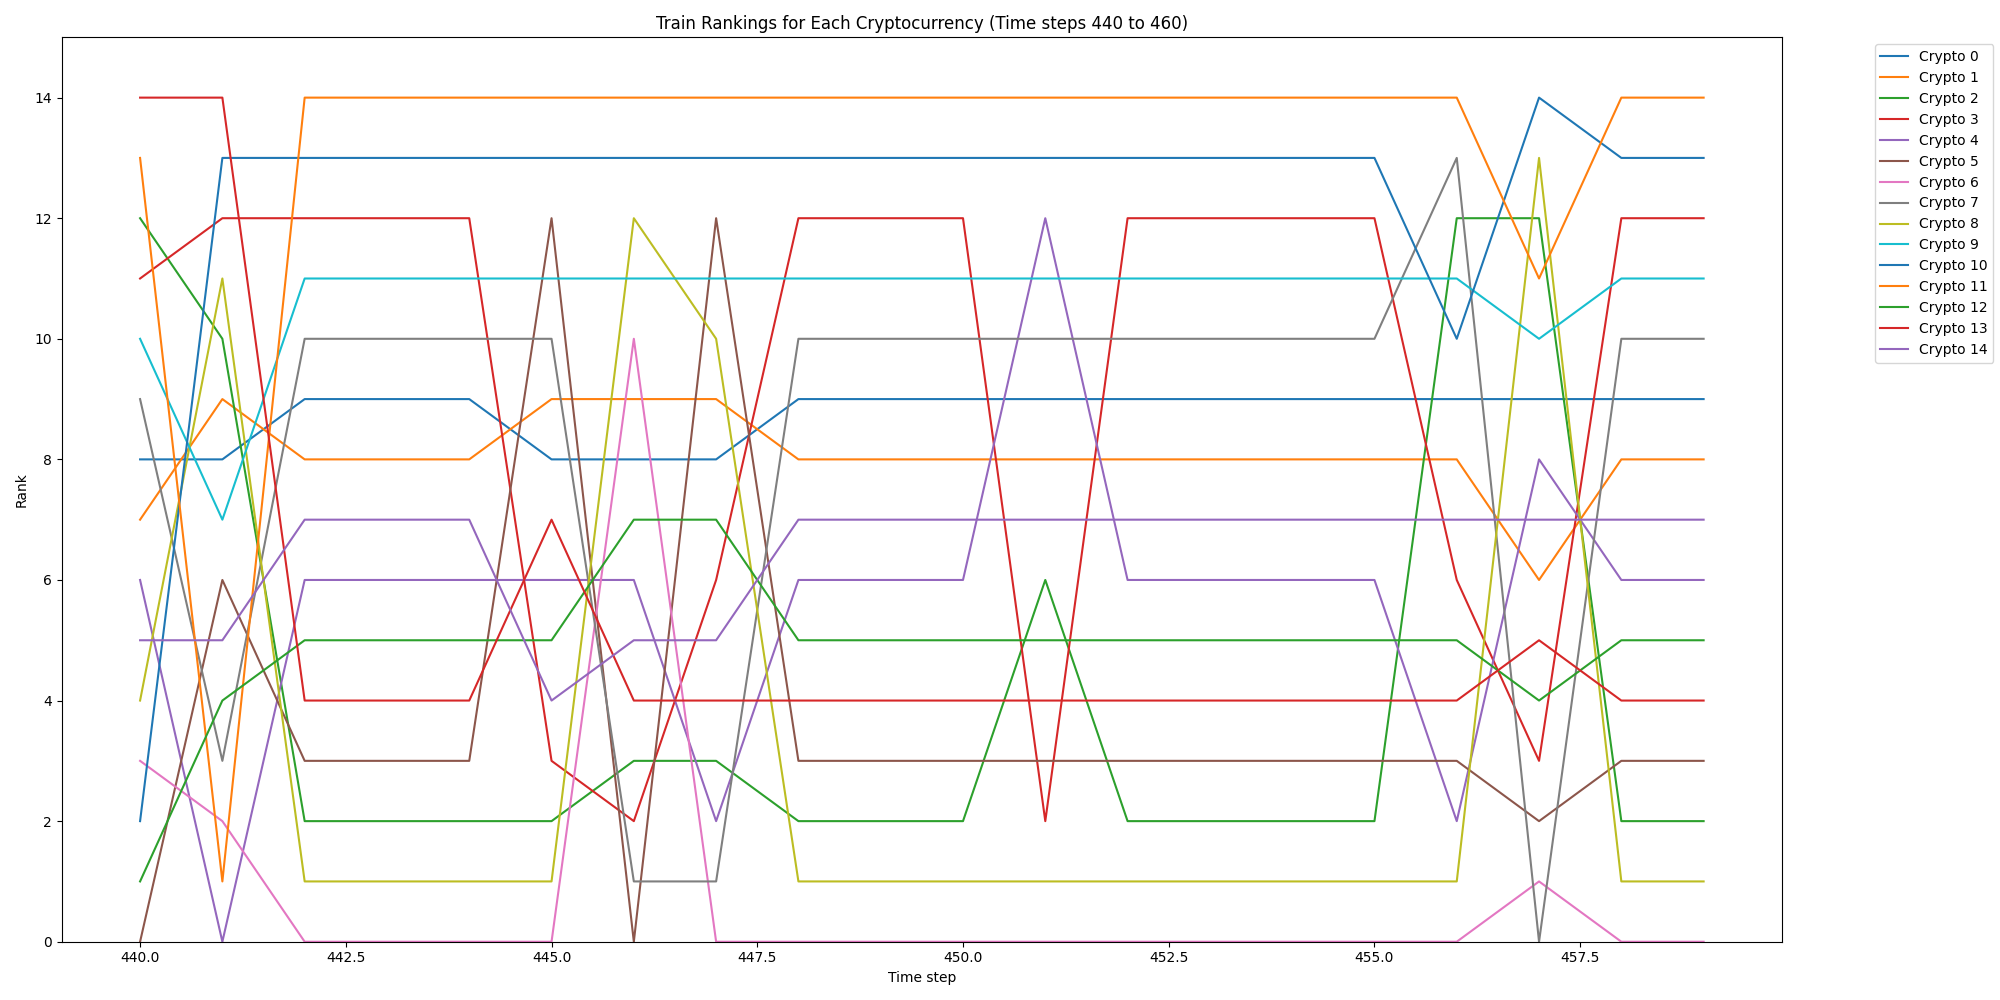 Train Rankings for Each Cryptocurrency (Time steps 440 to 460)
Rank
14
12
10
8
6
4
2
0
440.0 442.5 445.0 447.5 450.0 452.5 455.0 457.5
Time step
Crypto 0
Crypto 1
Crypto 2
Crypto 3
Crypto 4
Crypto 5
Crypto 6
Crypto 7
Crypto 8
Crypto 9
Crypto 10
Crypto 11
Crypto 12
Crypto 13
Crypto 14